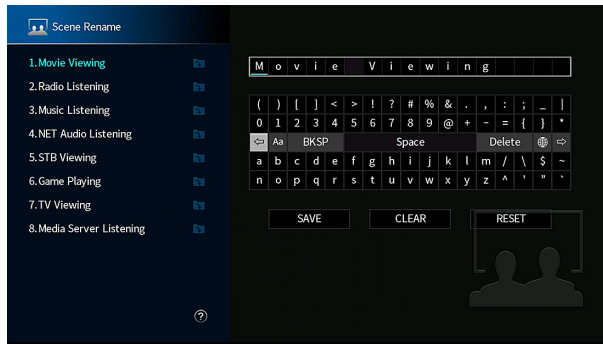 Scene Rename
1.Movie Viewing
2.Radio Listening
3.Music Listening
4.NET Audio Listening
5.STB Viewing
6.Game Playing
7.TV Viewing
8.Media Server Listening
?
Movie Viewing
( ) [ ] < > ! ? # % & . , : ; _ |
0 1 2 3 4 5 6 7 8 9 @ + - = { } *
⇦ Aa BKSP Space Delete ⇨
a b c d e f g h i j k l m / \ $ ~
n o p q r s t u v w x y z ^ ' " `
SAVE CLEAR RESET